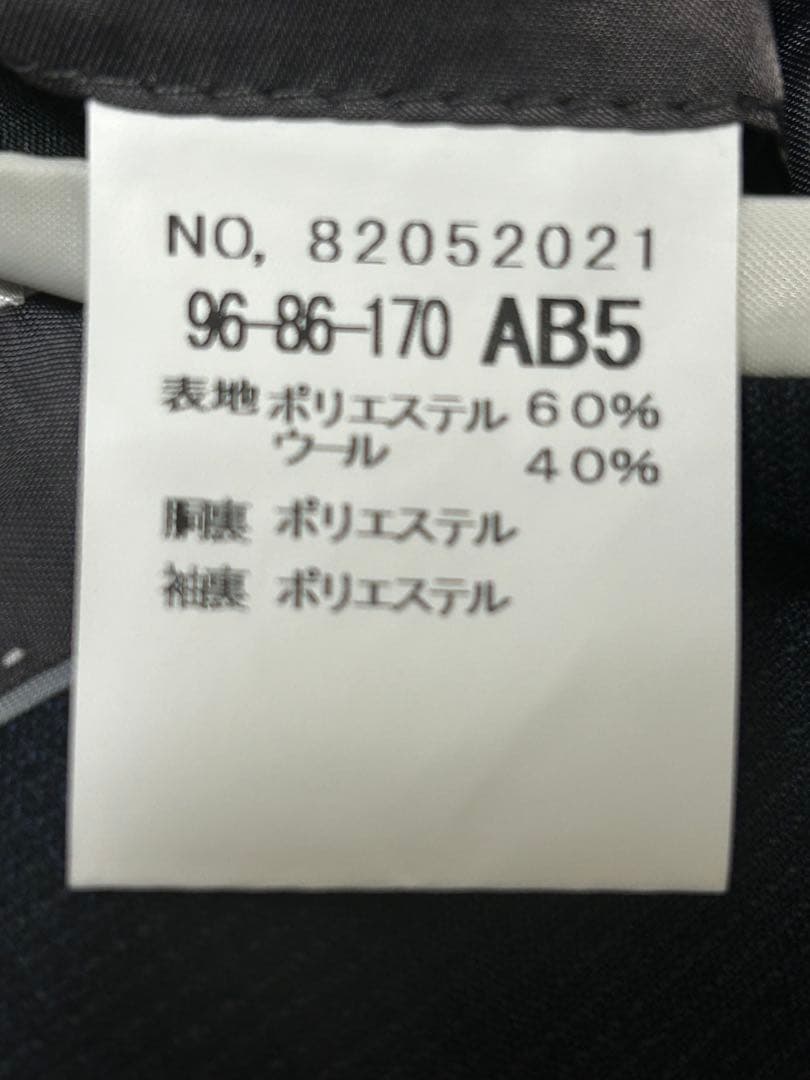 NO, 82052021
96-86-170 AB5
表地 ポリエステル 60%
ウール 40%
胴裏 ポリエステル
袖裏 ポリエステル